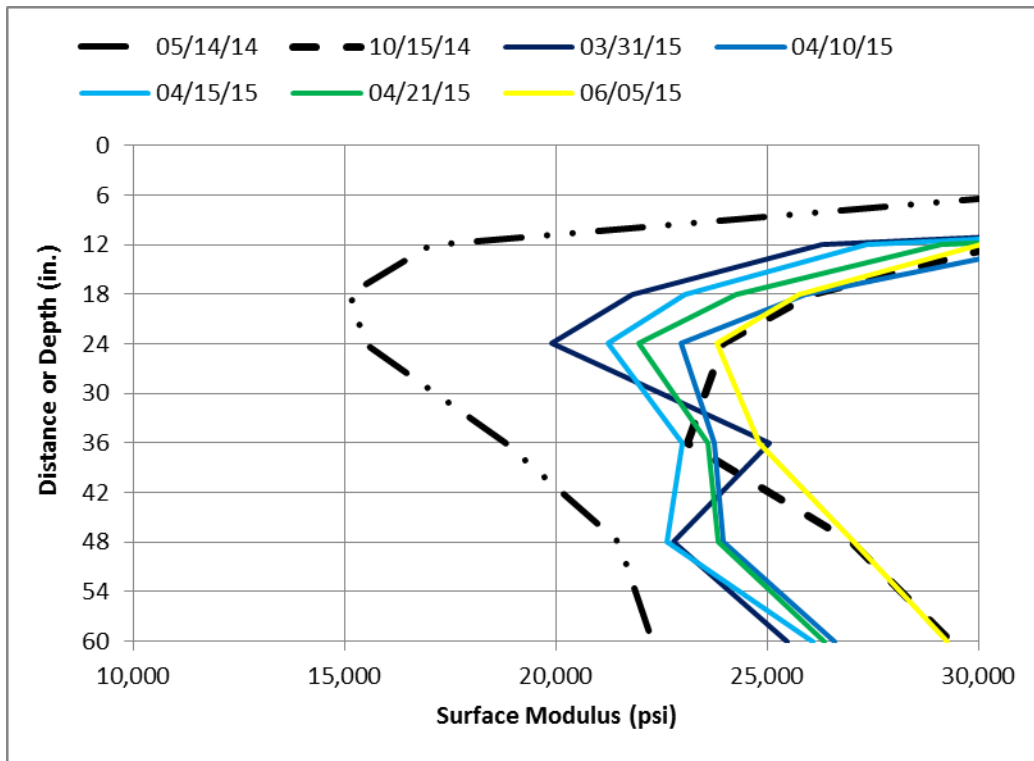 05/14/14 10/15/14 03/31/15 04/10/15
04/15/15 04/21/15 06/05/15
0
6
12
18
24
30
36
42
48
54
60
Distance or Depth (in.)
10,000 15,000 20,000 25,000 30,000
Surface Modulus (psi)